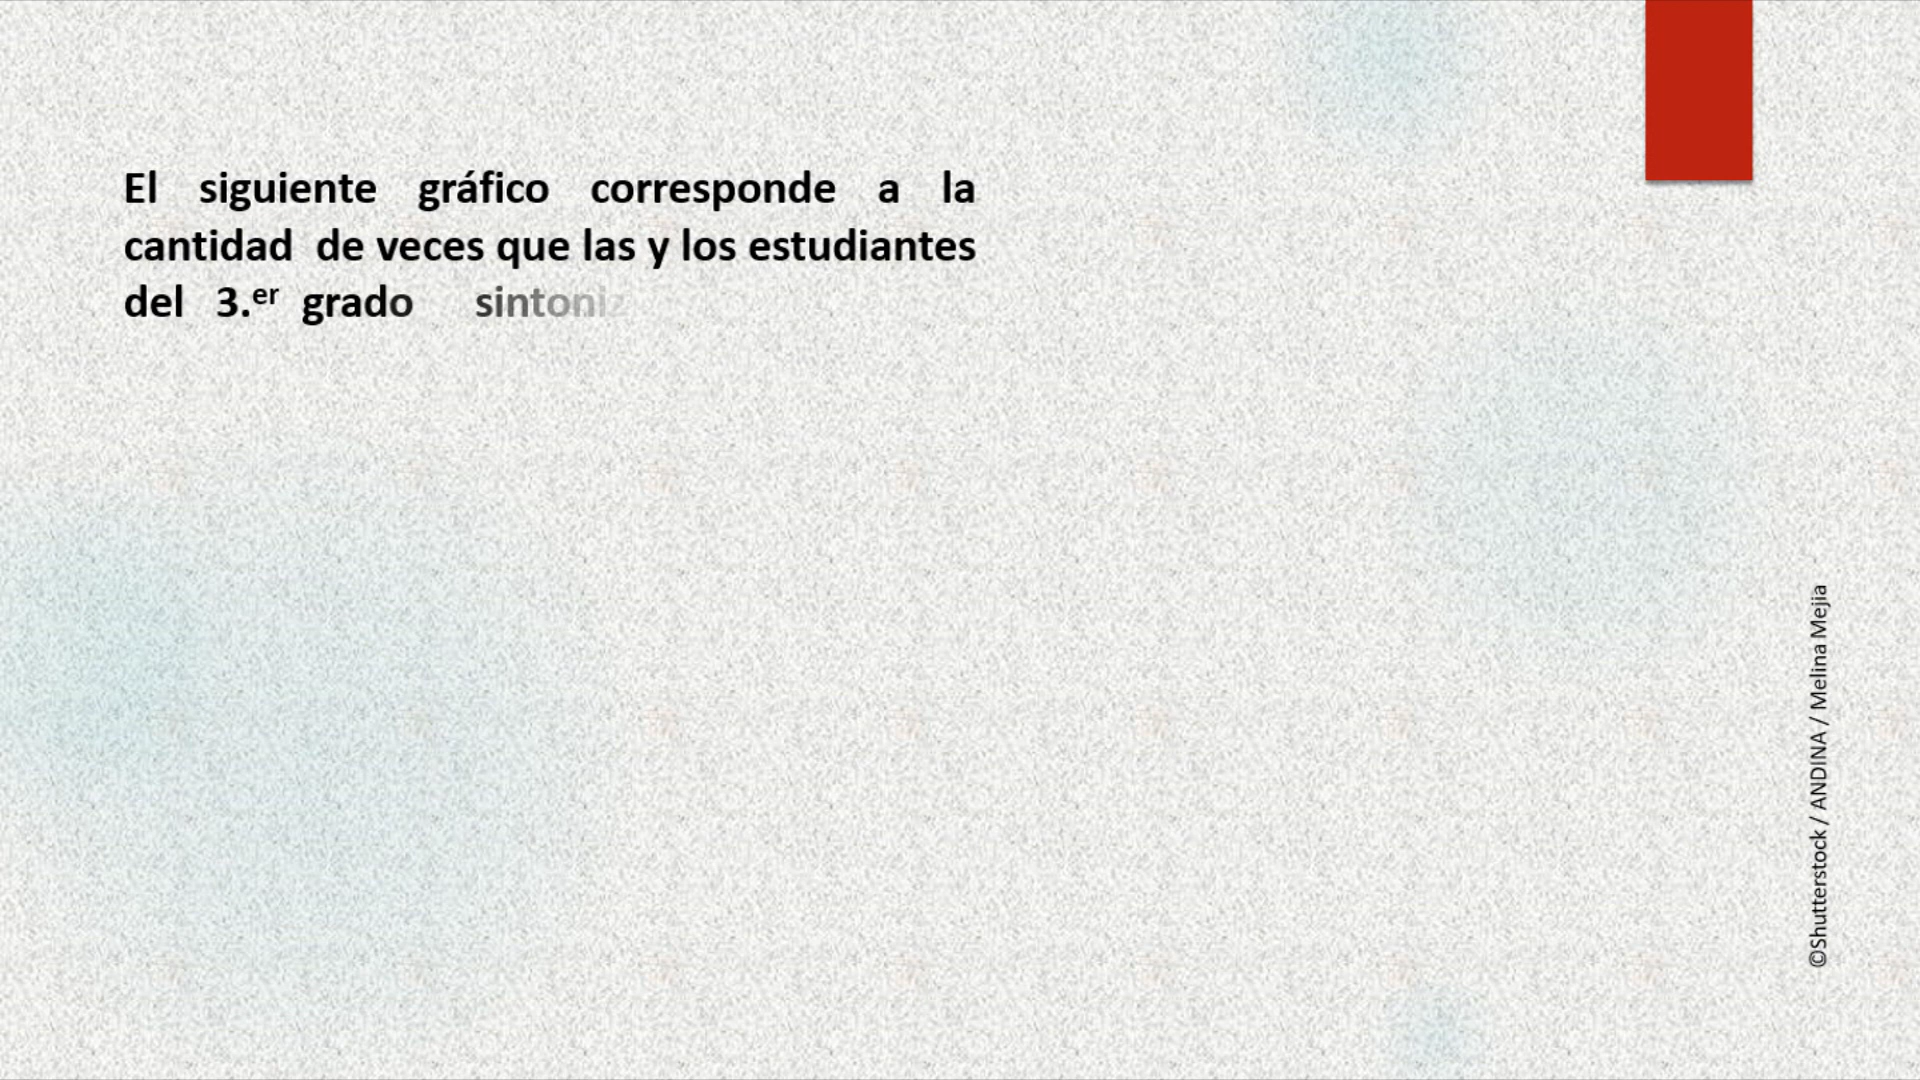 El siguiente gráfico corresponde a la
cantidad de veces que las y los estudiantes
del 3.er grado
©Shutterstock / ANDINA / Melina Mejia